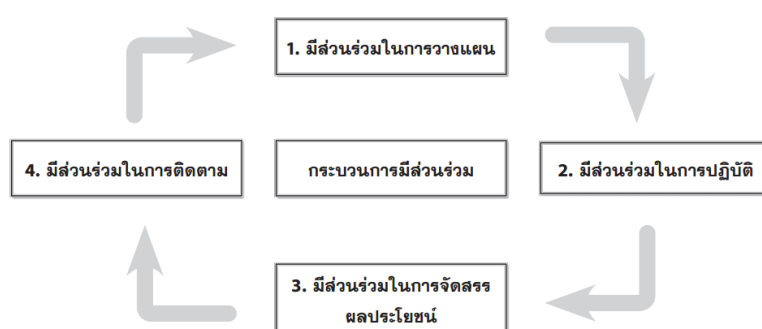 1. มีส่วนร่วมในการวางแผน
4. มีส่วนร่วมในการติดตาม
กระบวนการมีส่วนร่วม
2. มีส่วนร่วมในการปฏิบัติ
3. มีส่วนร่วมในการจัดสรร
ผลประโยชน์